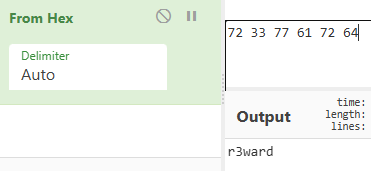 From Hex
Delimiter
Auto
72 33 77 61 72 64
Output
time:
length:
lines:
r3ward